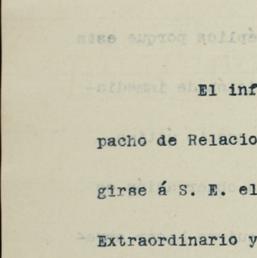 El inf
pacho de Relacio
girse á S. E. el
Extraordinario y